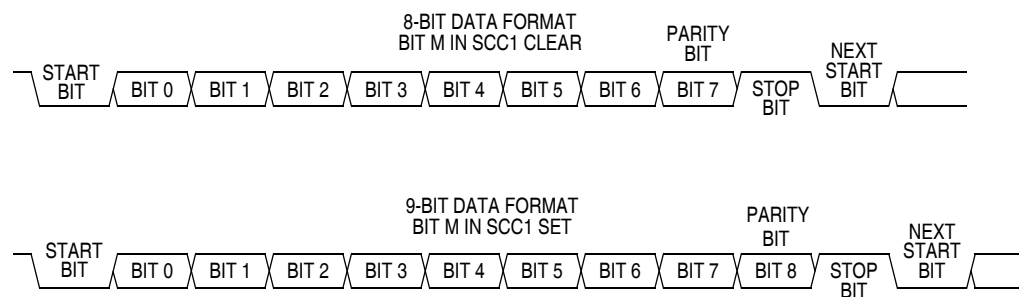 8-BIT DATA FORMAT
BIT M IN SCC1 CLEAR
PARITY
BIT
START
BIT
BIT 0
BIT 1
BIT 2
BIT 3
BIT 4
BIT 5
BIT 6
BIT 7
STOP
BIT
NEXT
START
BIT
9-BIT DATA FORMAT
BIT M IN SCC1 SET
PARITY
BIT
START
BIT
BIT 0
BIT 1
BIT 2
BIT 3
BIT 4
BIT 5
BIT 6
BIT 7
BIT 8
STOP
BIT
NEXT
START
BIT